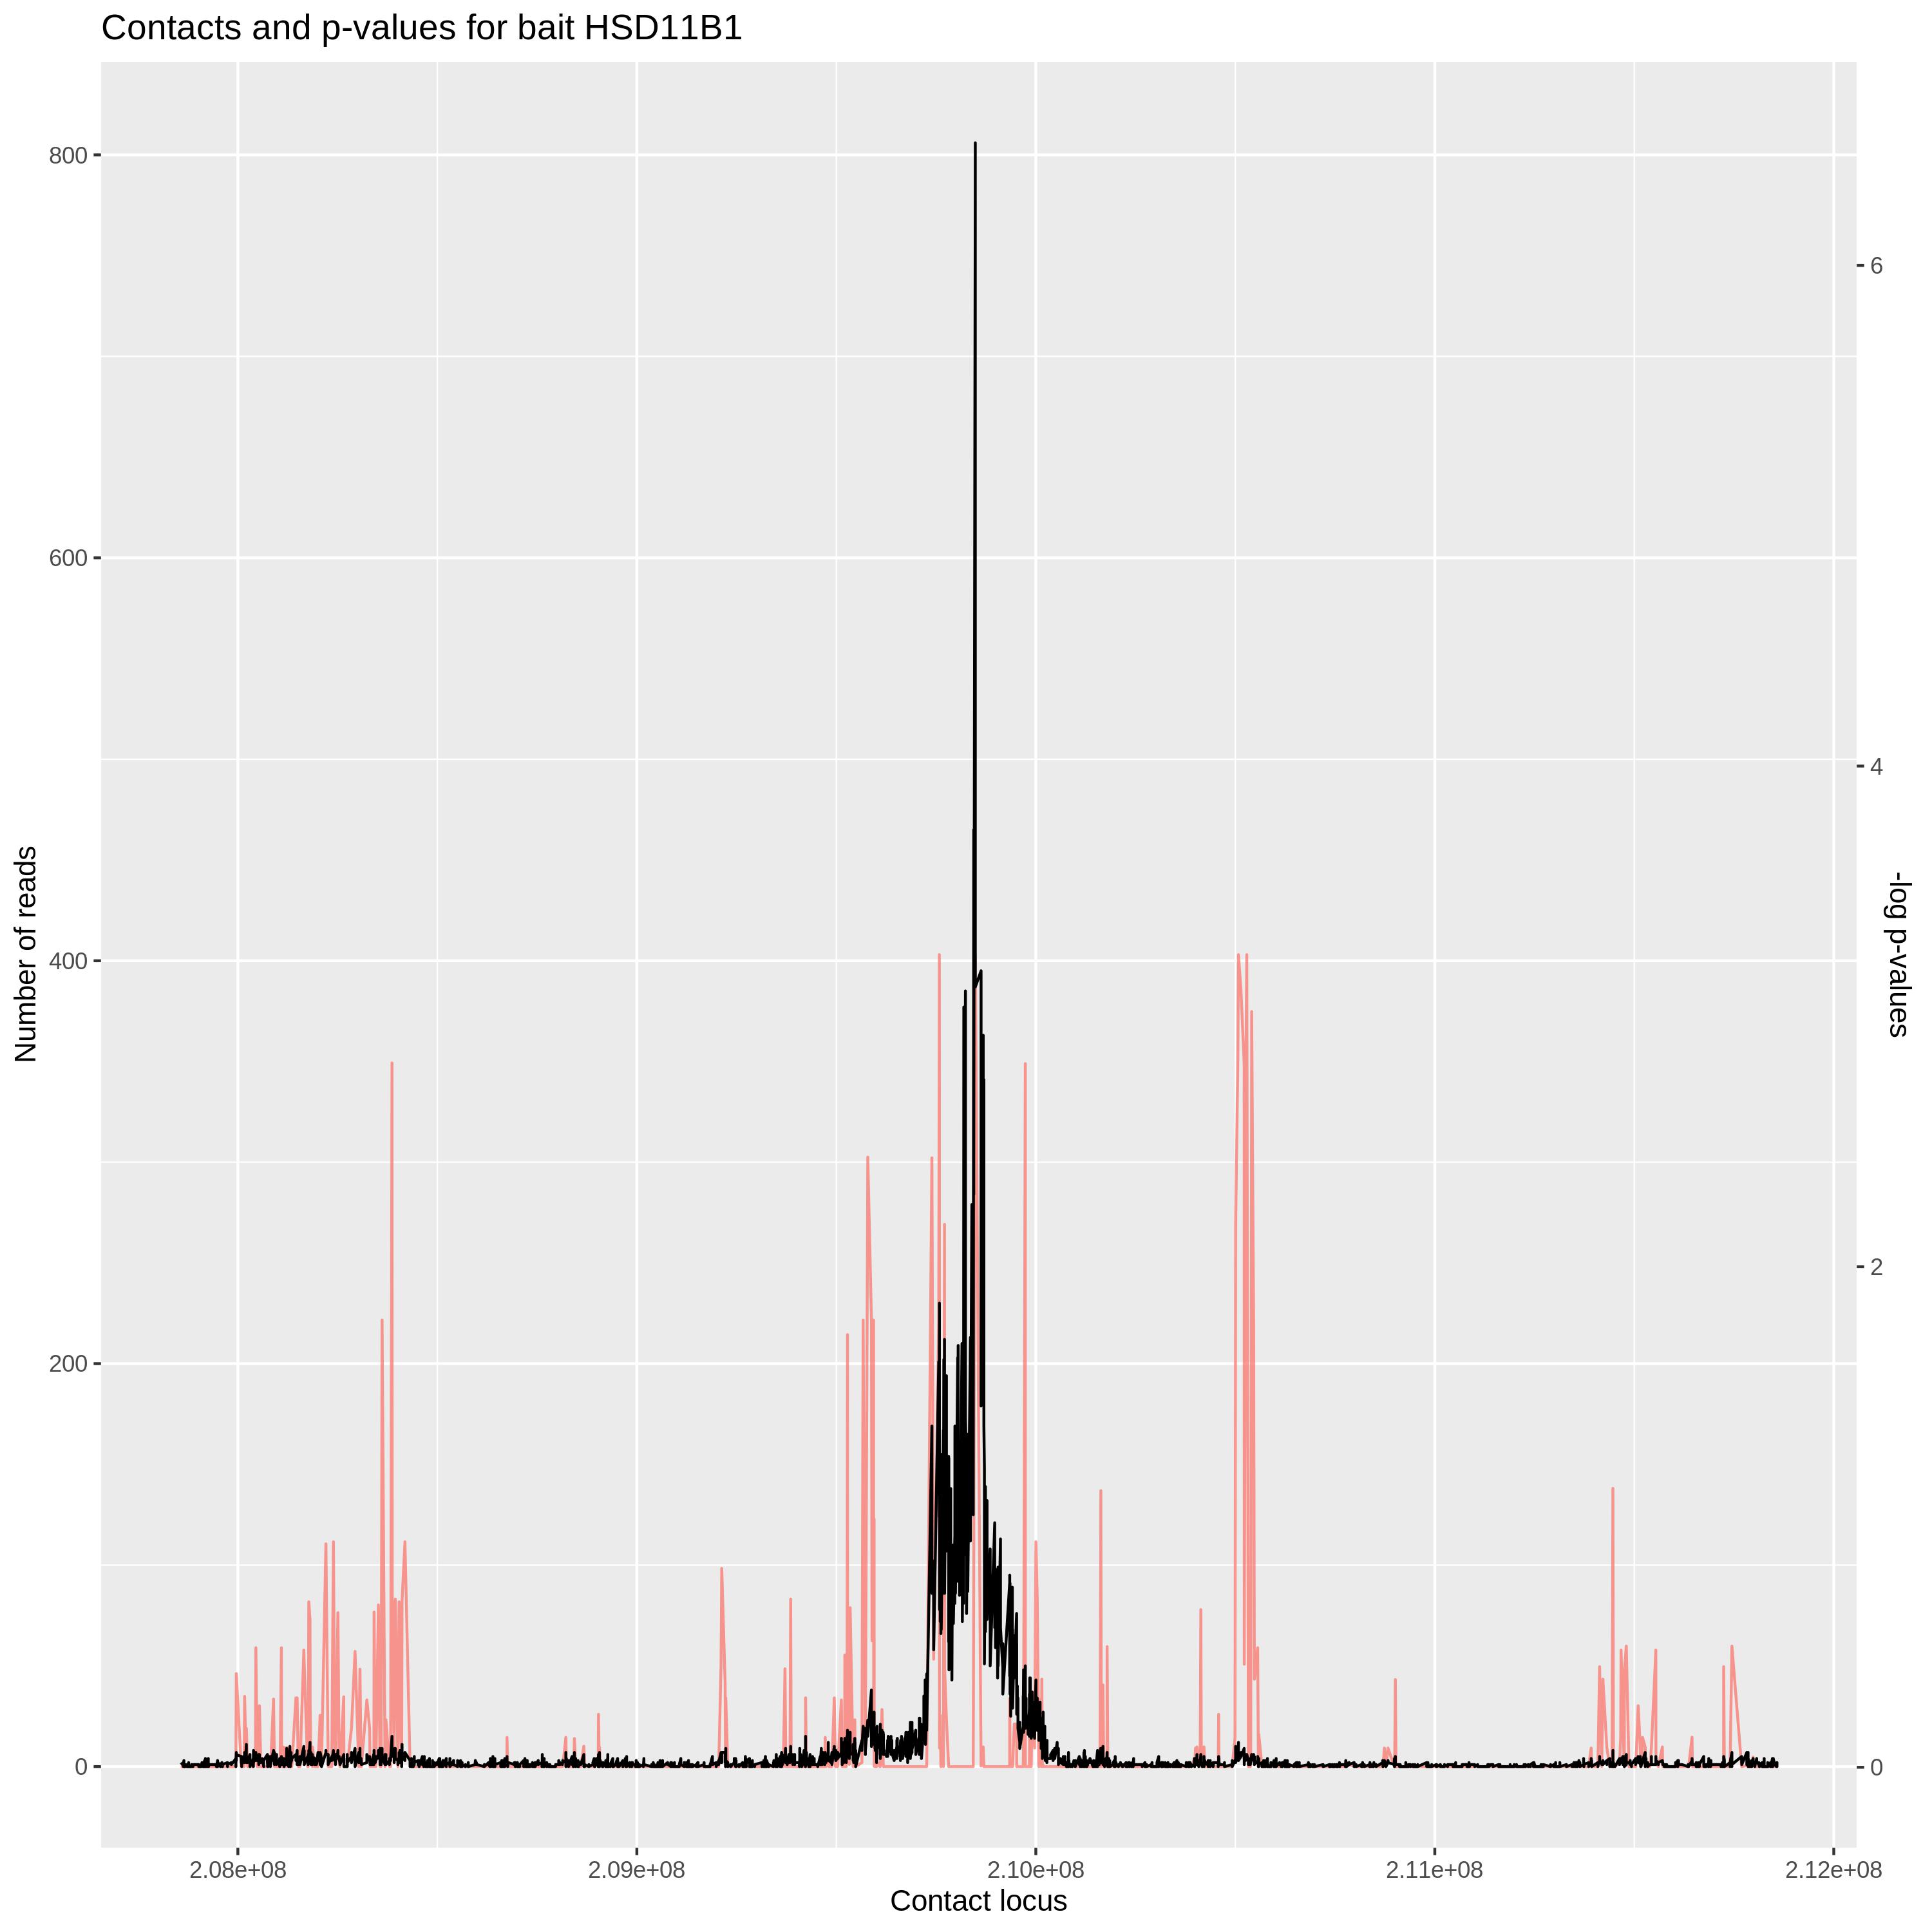 Contacts and p-values for bait HSD11B1
800
600
400
200
0
Number of reads
6
4
2
0
-log p-values
2.08e+08
2.09e+08
2.10e+08
2.11e+08
2.12e+08
Contact locus